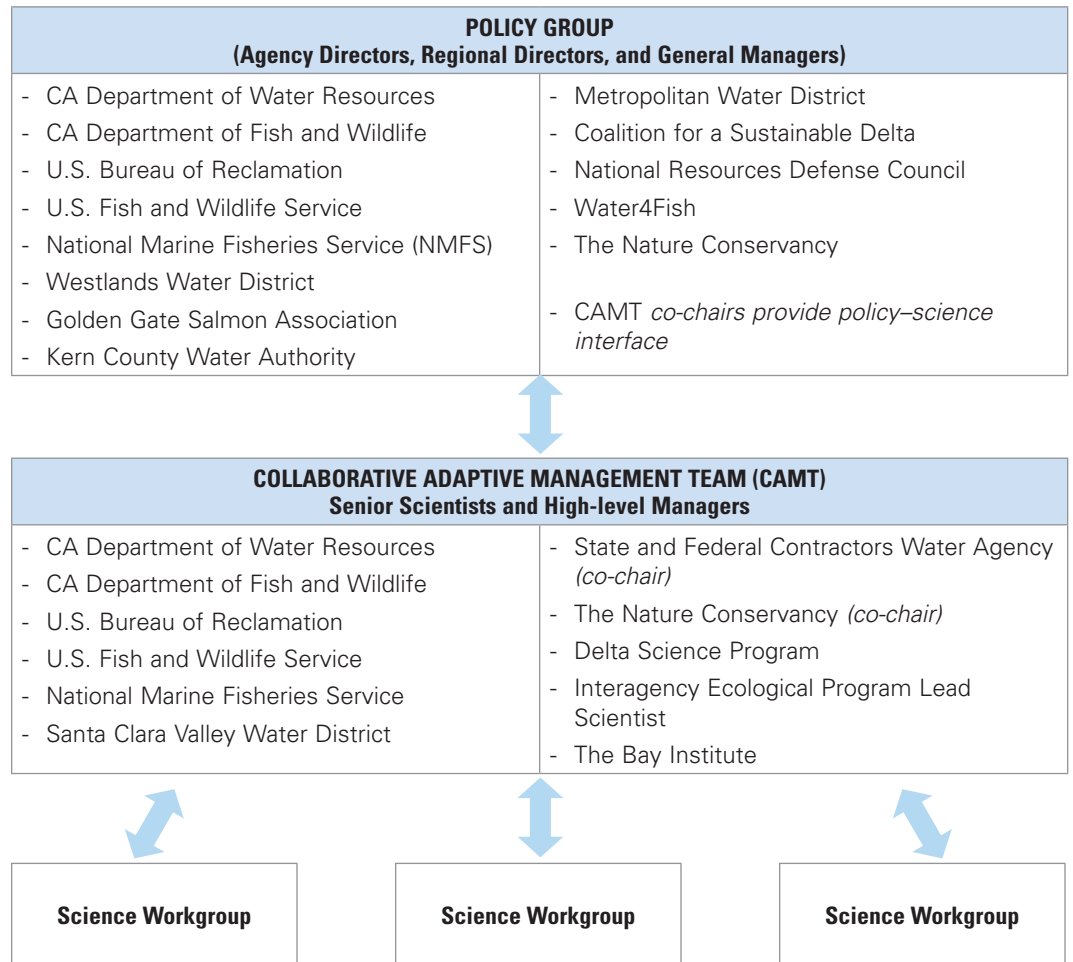 POLICY GROUP
(Agency Directors, Regional Directors, and General Managers)
- CA Department of Water Resources
- CA Department of Fish and Wildlife
- U.S. Bureau of Reclamation
- U.S. Fish and Wildlife Service
- National Marine Fisheries Service (NMFS)
- Westlands Water District
- Golden Gate Salmon Association
- Kern County Water Authority
- Metropolitan Water District
- Coalition for a Sustainable Delta
- National Resources Defense Council
- Water4Fish
- The Nature Conservancy
- CAMT co-chairs provide policy–science
interface
COLLABORATIVE ADAPTIVE MANAGEMENT TEAM (CAMT)
Senior Scientists and High-level Managers
- CA Department of Water Resources
- CA Department of Fish and Wildlife
- U.S. Bureau of Reclamation
- U.S. Fish and Wildlife Service
- National Marine Fisheries Service
- Santa Clara Valley Water District
- State and Federal Contractors Water Agency
(co-chair)
- The Nature Conservancy (co-chair)
- Delta Science Program
- Interagency Ecological Program Lead
Scientist
- The Bay Institute
Science Workgroup
Science Workgroup
Science Workgroup